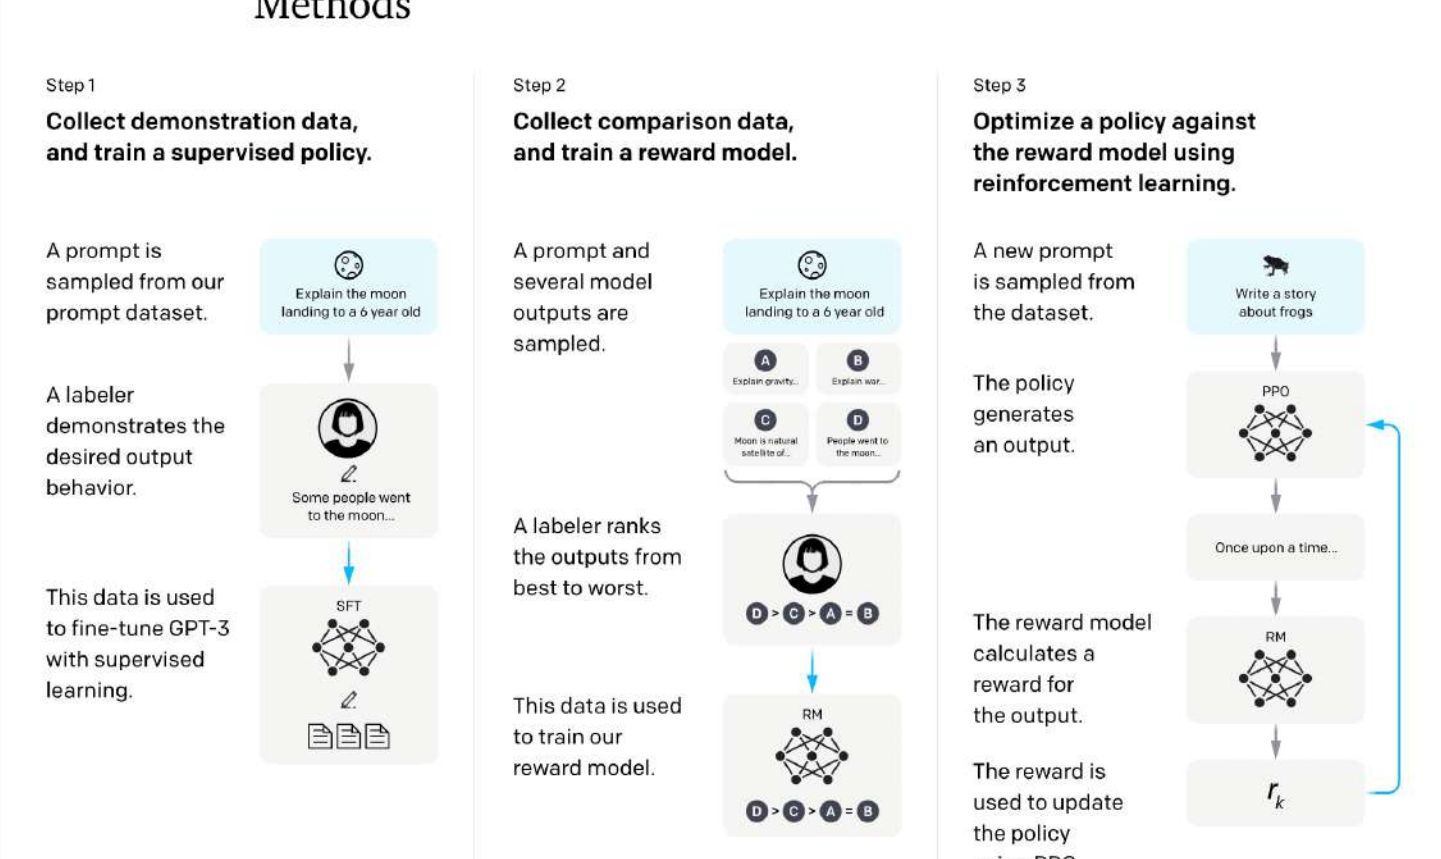 Methods
Step 1
Collect demonstration data,
and train a supervised policy.
A prompt is
sampled from our
prompt dataset.
Explain the moon
landing to a 6 year old
A labeler
demonstrates the
desired output
behavior.
Some people went
to the moon...
This data is used
to fine-tune GPT-3
with supervised
learning.
SFT
Step 2
Collect comparison data,
and train a reward model.
A prompt and
several model
outputs are
sampled.
Explain the moon
landing to a 6 year old
A B
Explain gravity... Explain war...
C D
Moon is natural People went to
satellite of... the moon...
A labeler ranks
the outputs from
best to worst.
D > C > A = B
This data is used
to train our
reward model.
RM
D > C > A = B
Step 3
Optimize a policy against
the reward model using
reinforcement learning.
A new prompt
is sampled from
the dataset.
Write a story
about frogs
The policy
generates
an output.
PPO
Once upon a time...
The reward model
calculates a
reward for
the output.
RM
The reward is
used to update
the policy
using PPO.
rₖ